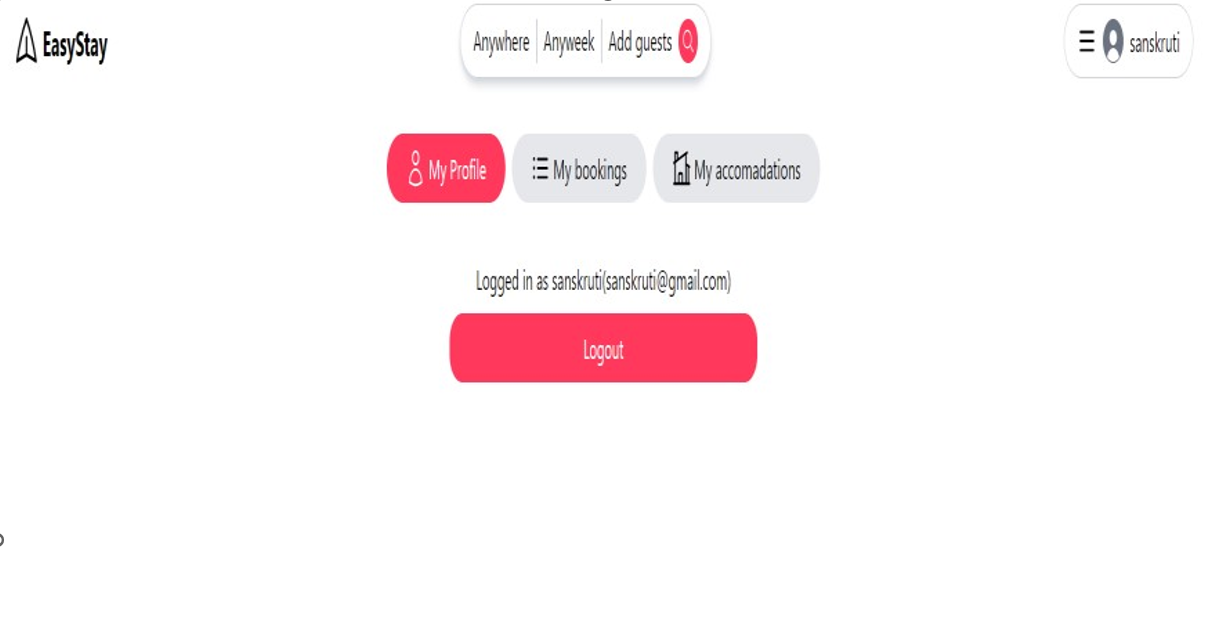 EasyStay
Anywhere Anyweek Add guests
sanskruti
My Profile My bookings My accomadations
Logged in as sanskruti(sanskruti@gmail.com)
Logout